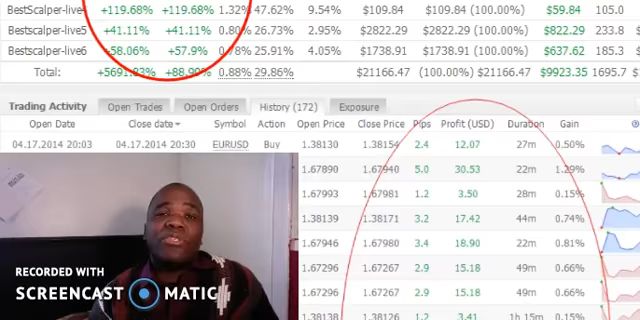 BestScalper-live4 +119.68% +119.68% 1.32% 47.62% 9.54% $109.84 $109.84 (100.00%) $59.84 105.0
BestScalper-live5 +41.11% +41.11% 0.80% 26.73% 2.95% $2822.29 $2822.29 (100.00%) $822.29 233.8
BestScalper-live6 +58.06% +57.9% 0.78% 25.91% 4.05% $1738.91 $1738.91 (100.00%) $637.62 185.3
Total: +5691.83% +88.90% 0.88% 29.86% $21166.47 (100.00%) $21166.47 $9923.35 1695.7
Trading Activity Open Trades Open Orders History (172) Exposure
Open Date Close date Symbol Action Open Price Close Price Pips Profit (USD) Duration Gain
04.17.2014 20:03 04.17.2014 20:30 EURUSD Buy 1.38130 1.38154 2.4 12.07 27m 0.50%
1.67890 1.67940 5.0 30.53 22m 1.29%
1.67993 1.67981 1.2 3.50 28m 0.15%
1.38139 1.38171 3.2 17.42 44m 0.74%
1.67946 1.67980 3.4 18.90 22m 0.81%
1.67296 1.67267 2.9 15.18 49m 0.66%
1.67296 1.67267 2.9 15.18 49m 0.66%
1.38138 1.38126 1.2 3.41 1h 15m 0.15%
RECORDED WITH
SCREENCAST MATIC